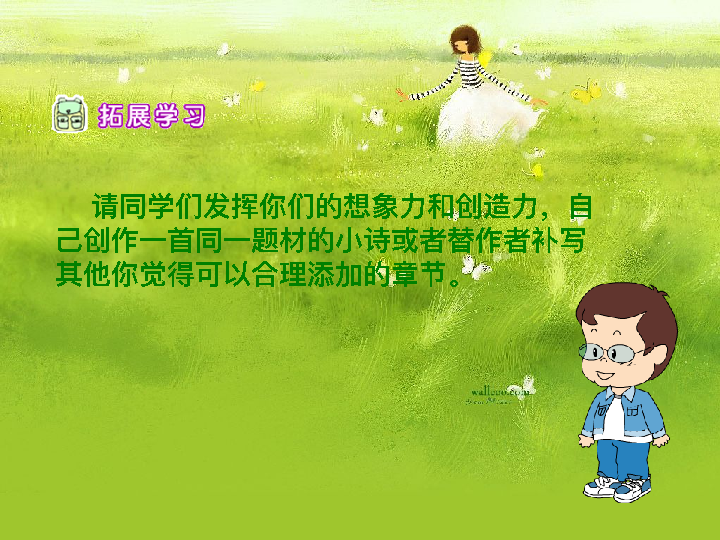 拓展学习
请同学们发挥你们的想象力和创造力，自
己创作一首同一题材的小诗或者替作者补写
其他你觉得可以合理添加的章节。
wallcoo.com